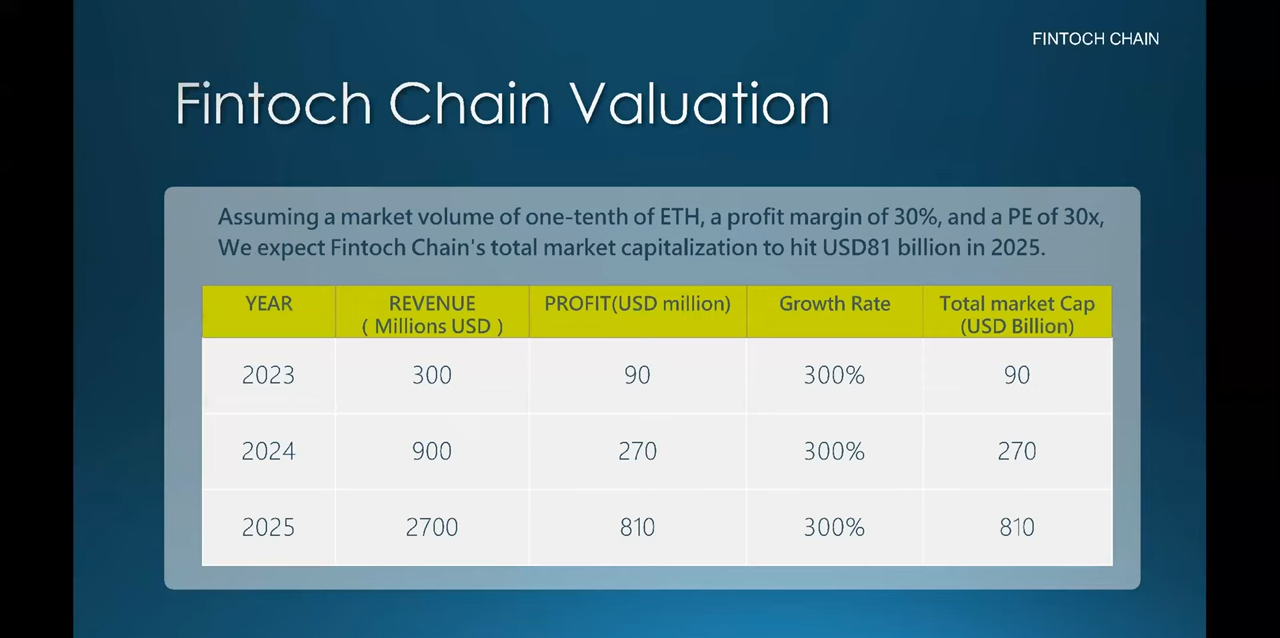 FINTOCH CHAIN
Fintoch Chain Valuation
Assuming a market volume of one-tenth of ETH, a profit margin of 30%, and a PE of 30x,
We expect Fintoch Chain's total market capitalization to hit USD81 billion in 2025.
YEAR REVENUE PROFIT(USD million) Growth Rate Total market Cap
( Millions USD ) (USD Billion)
2023 300 90 300% 90
2024 900 270 300% 270
2025 2700 810 300% 810